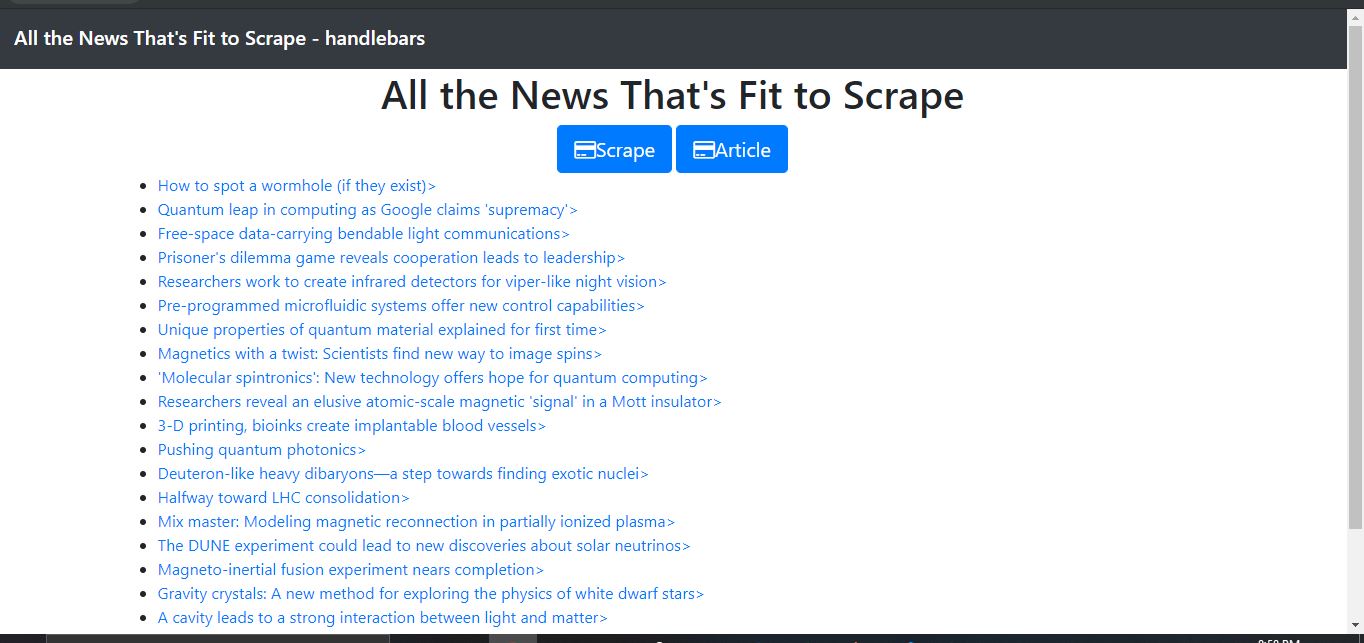 All the News That's Fit to Scrape - handlebars
All the News That's Fit to Scrape
Scrape Article
How to spot a wormhole (if they exist)>
Quantum leap in computing as Google claims 'supremacy'>
Free-space data-carrying bendable light communications>
Prisoner's dilemma game reveals cooperation leads to leadership>
Researchers work to create infrared detectors for viper-like night vision>
Pre-programmed microfluidic systems offer new control capabilities>
Unique properties of quantum material explained for first time>
Magnetics with a twist: Scientists find new way to image spins>
'Molecular spintronics': New technology offers hope for quantum computing>
Researchers reveal an elusive atomic-scale magnetic 'signal' in a Mott insulator>
3-D printing, bioinks create implantable blood vessels>
Pushing quantum photonics>
Deuteron-like heavy dibaryons—a step towards finding exotic nuclei>
Halfway toward LHC consolidation>
Mix master: Modeling magnetic reconnection in partially ionized plasma>
The DUNE experiment could lead to new discoveries about solar neutrinos>
Magneto-inertial fusion experiment nears completion>
Gravity crystals: A new method for exploring the physics of white dwarf stars>
A cavity leads to a strong interaction between light and matter>